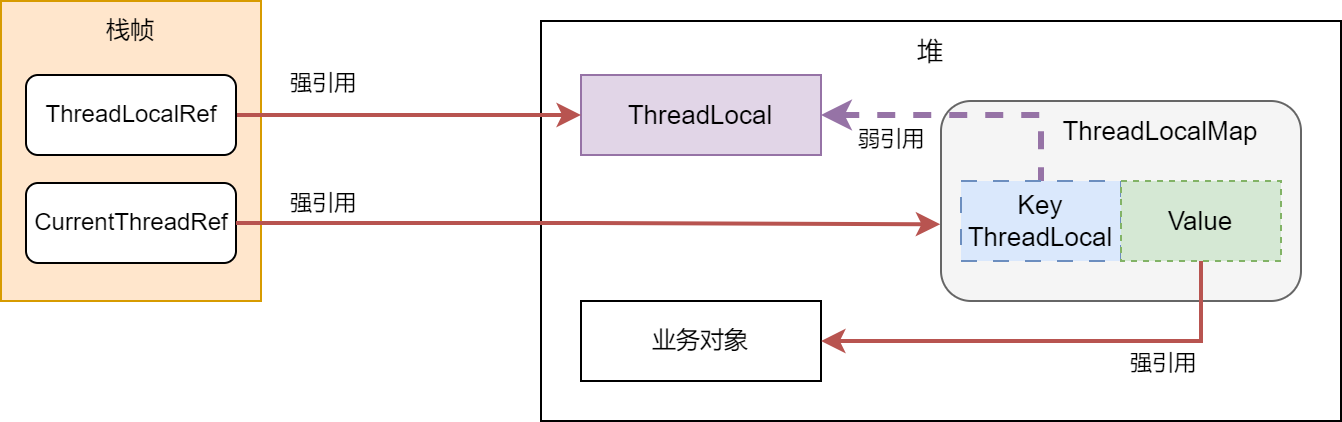 栈帧
ThreadLocalRef
CurrentThreadRef
强引用
强引用
堆
ThreadLocal
弱引用
ThreadLocalMap
Key
ThreadLocal
Value
业务对象
强引用